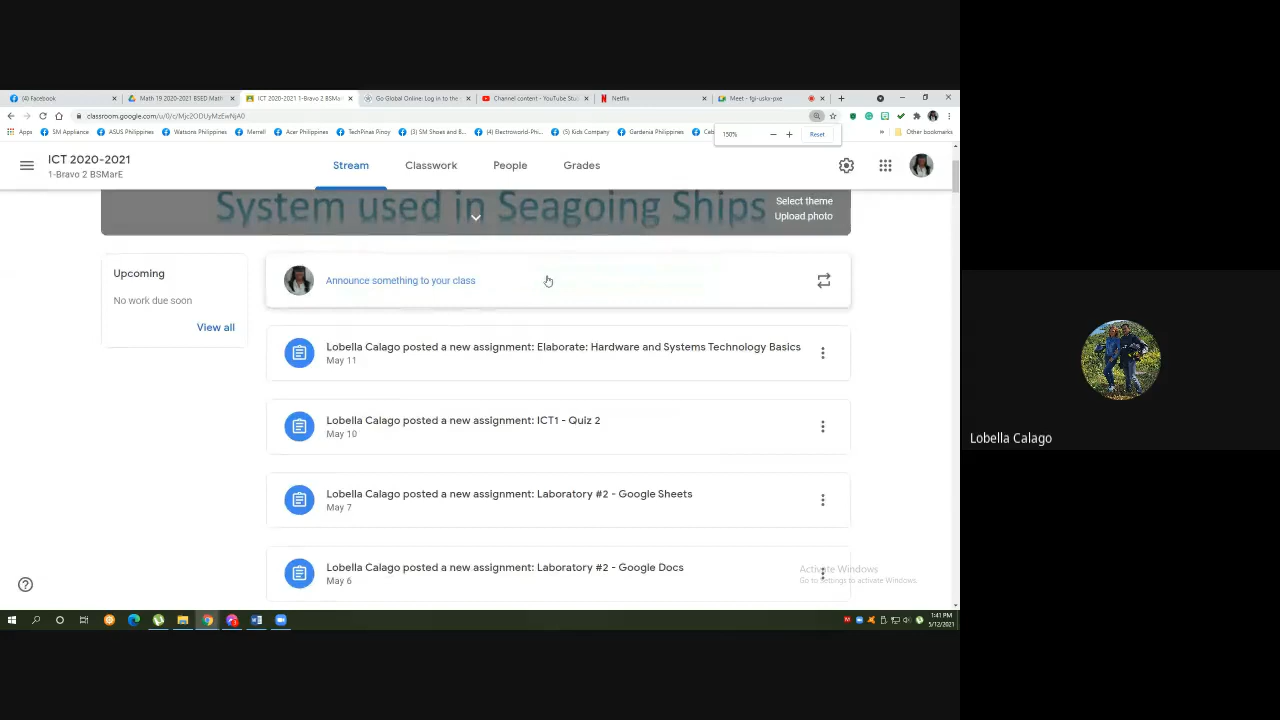 (4) Facebook
Math 19 2020-2021 BSED Math
ICT 2020-2021 1-Bravo 2 BSMar
Go Global Online: Log in to the
Channel content - YouTube Stu
Netflix
Meet - fgi-uskx-pxe
classroom.google.com/u/0/c/Mjc2ODUyMzEwNjA0
Apps
SM Appliance
ASUS Philippines
Watsons Philippines
Merrell
Acer Philippines
TechPinas Pinoy
(3) SM Shoes and B...
(4) Electroworld-Phi...
(5) Kids Company
Gardenia Philippines
Other bookmarks
150%
Reset
ICT 2020-2021
1-Bravo 2 BSMarE
Stream
Classwork
People
Grades
System used in Seagoing Ships
Select theme
Upload photo
Upcoming
No work due soon
View all
Announce something to your class
Lobella Calago posted a new assignment: Elaborate: Hardware and Systems Technology Basics
May 11
Lobella Calago posted a new assignment: ICT1 - Quiz 2
May 10
Lobella Calago posted a new assignment: Laboratory #2 - Google Sheets
May 7
Lobella Calago posted a new assignment: Laboratory #2 - Google Docs
May 6
Activate Windows
Go to Settings to activate Windows.
1:41 PM
5/12/2021
Lobella Calago